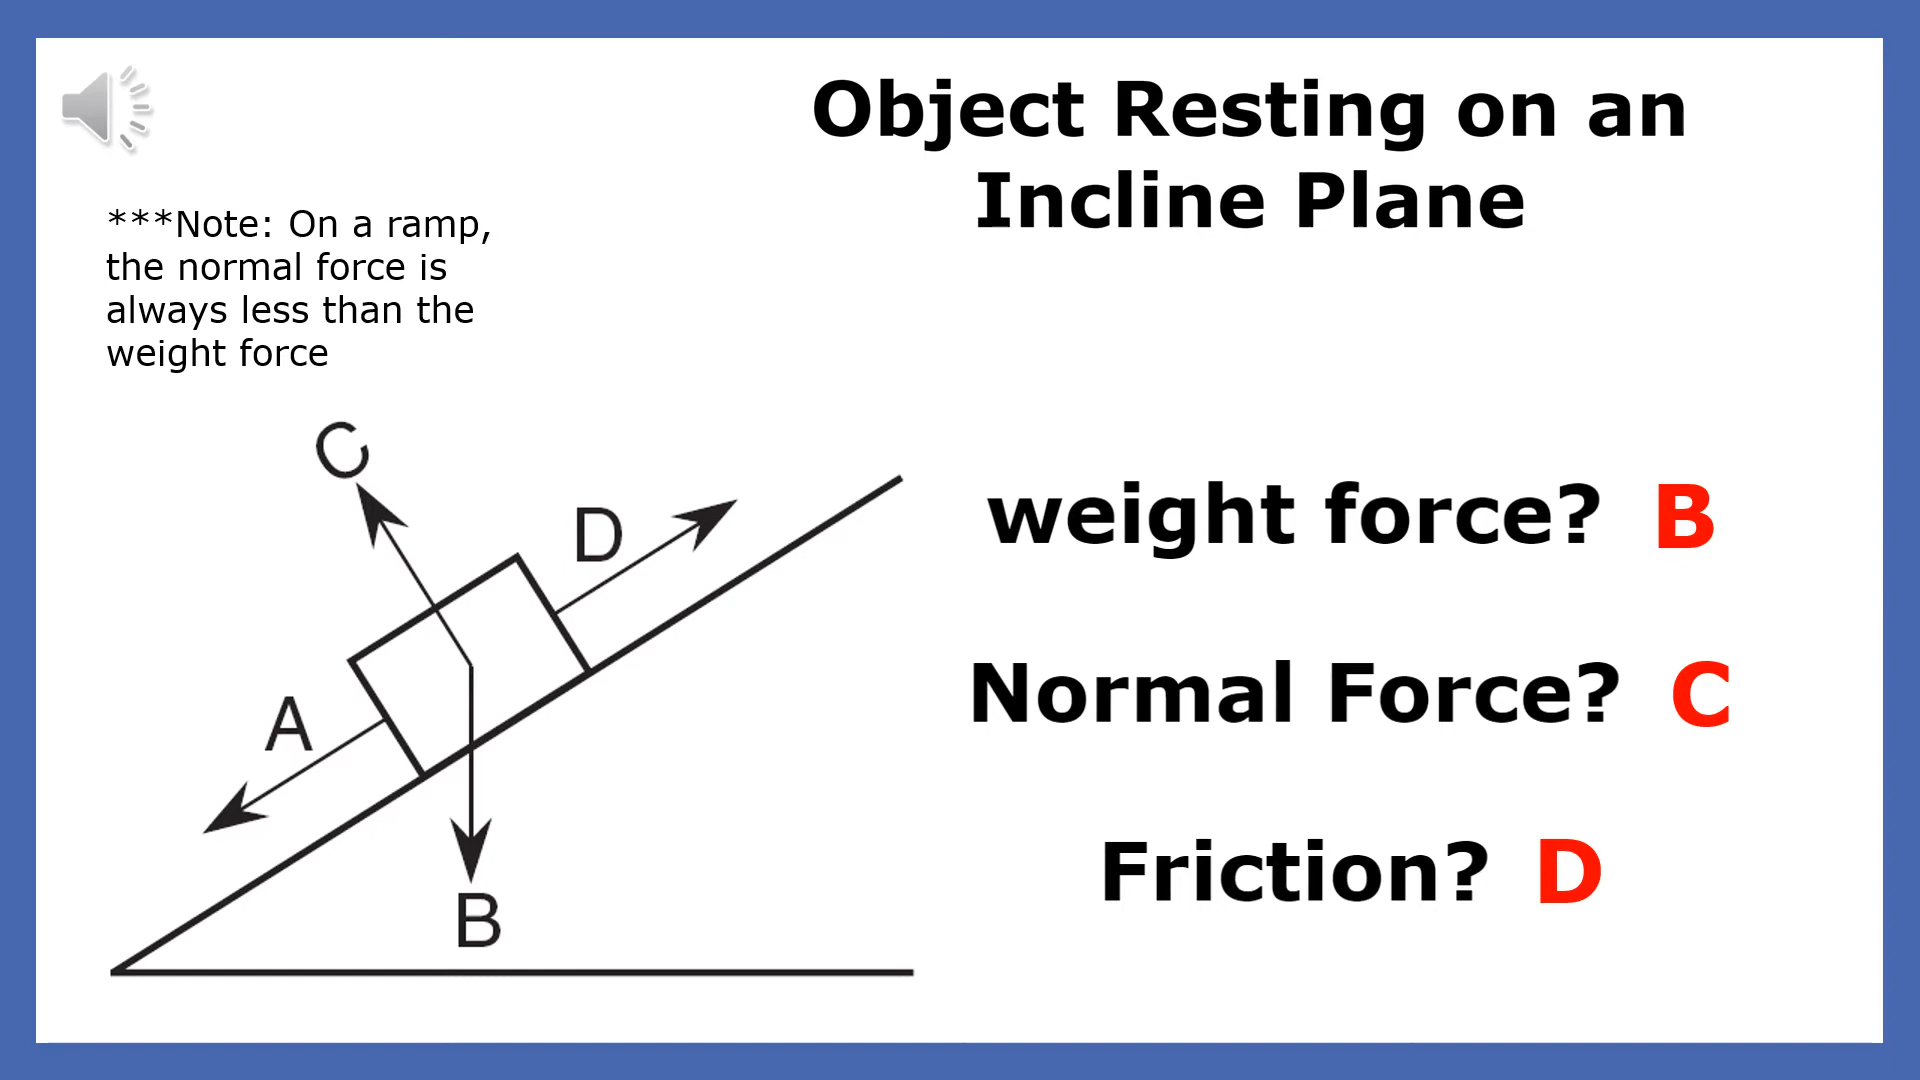 Object Resting on an
Incline Plane
***Note: On a ramp,
the normal force is
always less than the
weight force
C
D
A
B
weight force? B
Normal Force? C
Friction? D